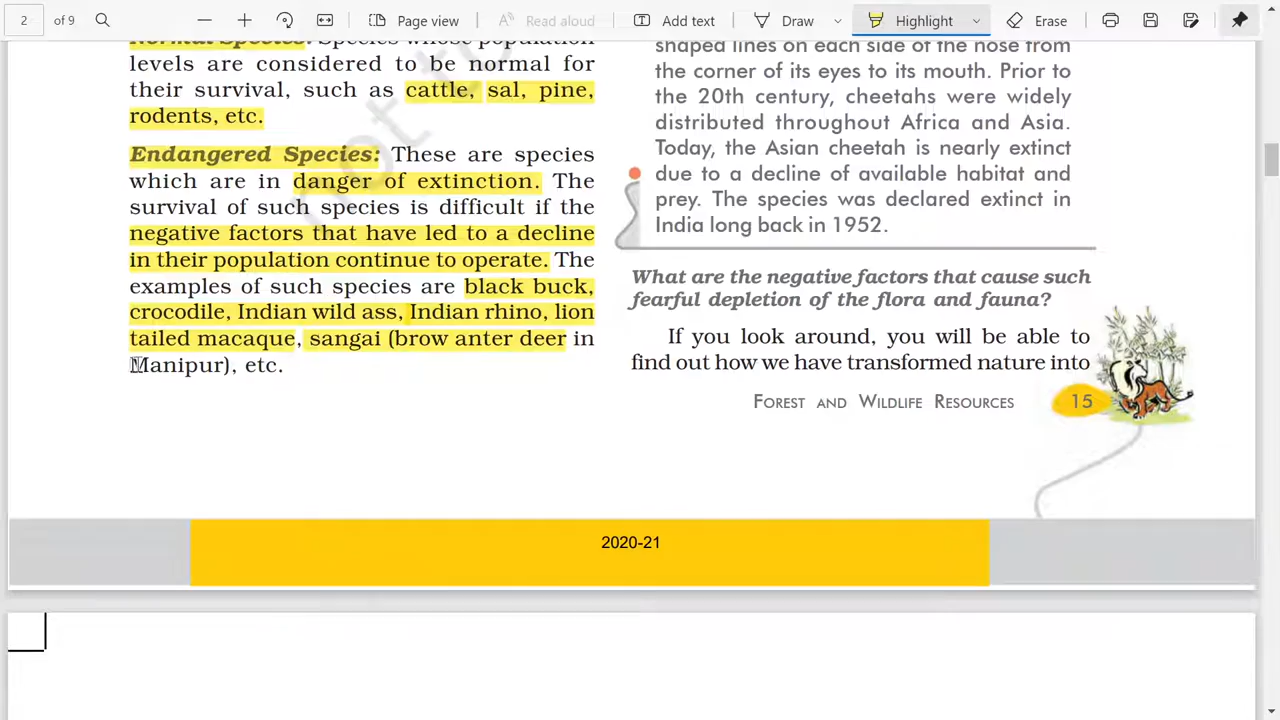 2 of 9 Page view Read aloud Add text Draw Highlight Erase
Normal Species: Species whose population
levels are considered to be normal for
their survival, such as cattle, sal, pine,
rodents, etc.
Endangered Species: These are species
which are in danger of extinction. The
survival of such species is difficult if the
negative factors that have led to a decline
in their population continue to operate. The
examples of such species are black buck,
crocodile, Indian wild ass, Indian rhino, lion
tailed macaque, sangai (brow anter deer in
Manipur), etc.
shaped lines on each side of the nose from
the corner of its eyes to its mouth. Prior to
the 20th century, cheetahs were widely
distributed throughout Africa and Asia.
Today, the Asian cheetah is nearly extinct
due to a decline of available habitat and
prey. The species was declared extinct in
India long back in 1952.
What are the negative factors that cause such
fearful depletion of the flora and fauna?
If you look around, you will be able to
find out how we have transformed nature into
FOREST AND WILDLIFE RESOURCES 15
2020-21